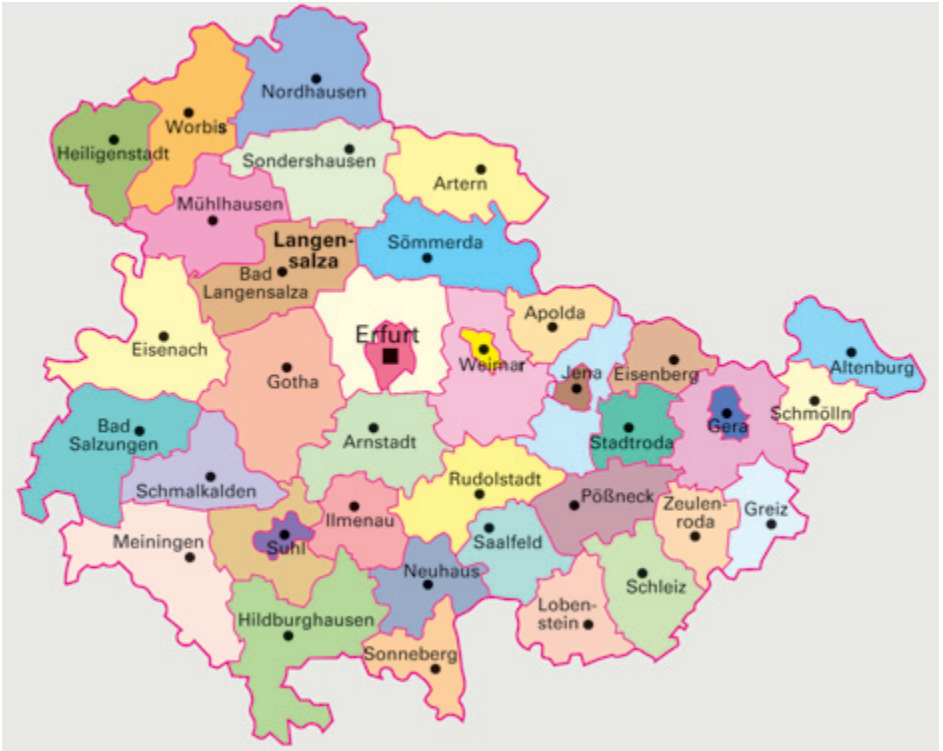 Nordhausen
Worbis
Heiligenstadt
Sondershausen
Artern
Mühlhausen
Langen-
salza
Sömmerda
Bad
Langensalza
Apolda
Erfurt
Eisenach
Weimar
Altenburg
Gotha
Jena
Eisenberg
Schmölln
Bad
Salzungen
Arnstadt
Stadtroda
Gera
Schmalkalden
Rudolstadt
Pößneck
Zeulen-
roda
Greiz
Ilmenau
Meiningen
Suhl
Saalfeld
Neuhaus
Schleiz
Hildburghausen
Loben-
stein
Sonneberg